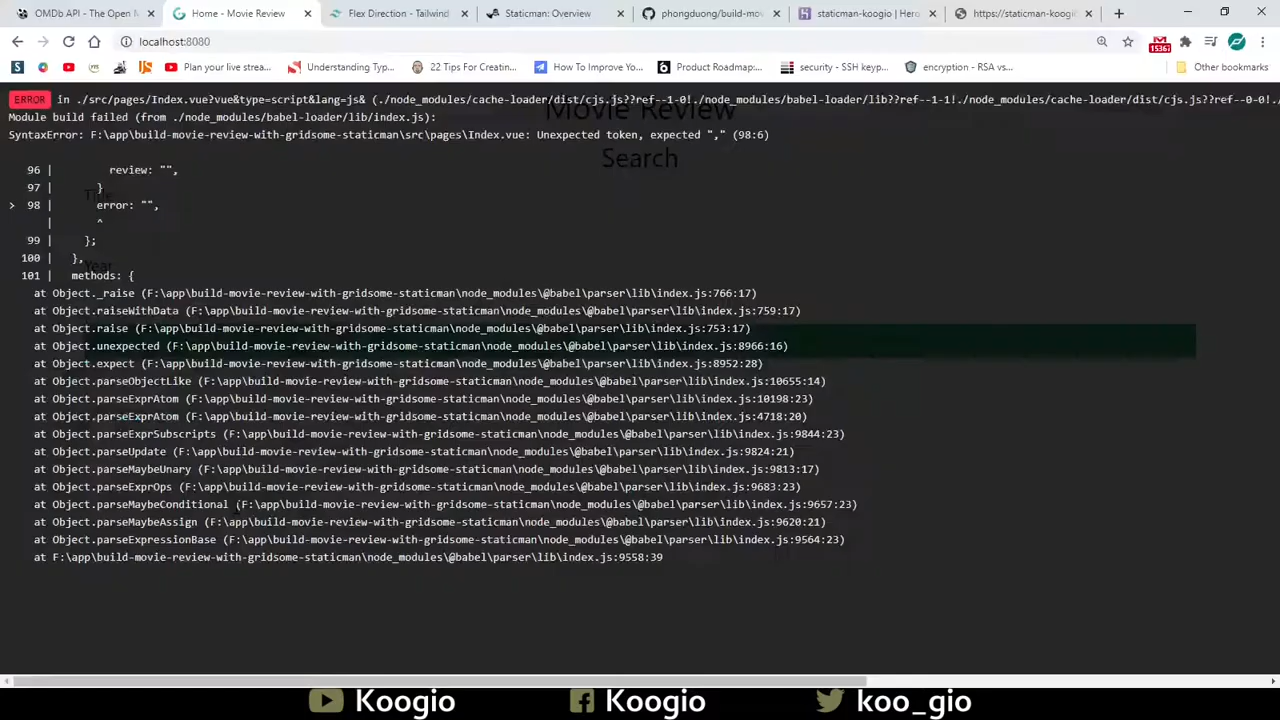 OMDb API - The Open M
Home - Movie Review
Flex Direction - Tailwind
Staticman: Overview
phongduong/build-mov
staticman-koogio | Hero
https://staticman-koogi
localhost:8080
15367
Plan your live strea...
Understanding Typ...
22 Tips For Creating...
How To Improve Yo...
Product Roadmap:...
security - SSH keyp...
encryption - RSA vs...
Other bookmarks
ERROR in ./src/pages/Index.vue?vue&type=script&lang=js& (./node_modules/cache-loader/dist/cjs.js??ref--1-0!./node_modules/babel-loader/lib??ref--1-1!./node_modules/cache-loader/dist/cjs.js??ref--0-0!./
Movie Review
Module build failed (from ./node_modules/babel-loader/lib/index.js):
SyntaxError: F:\app\build-movie-review-with-gridsome-staticman\src\pages\Index.vue: Unexpected token, expected "," (98:6)
Search
96 |       review: "",
97 |     }
Title
> 98 |     error: "",
|     ^
99 |   };
100 | },
Year
101 | methods: {
at Object._raise (F:\app\build-movie-review-with-gridsome-staticman\node_modules\@babel\parser\lib\index.js:766:17)
at Object.raiseWithData (F:\app\build-movie-review-with-gridsome-staticman\node_modules\@babel\parser\lib\index.js:759:17)
at Object.raise (F:\app\build-movie-review-with-gridsome-staticman\node_modules\@babel\parser\lib\index.js:753:17)
at Object.unexpected (F:\app\build-movie-review-with-gridsome-staticman\node_modules\@babel\parser\lib\index.js:8966:16)
at Object.expect (F:\app\build-movie-review-with-gridsome-staticman\node_modules\@babel\parser\lib\index.js:8952:28)
at Object.parseObjectLike (F:\app\build-movie-review-with-gridsome-staticman\node_modules\@babel\parser\lib\index.js:10655:14)
at Object.parseExprAtom (F:\app\build-movie-review-with-gridsome-staticman\node_modules\@babel\parser\lib\index.js:10198:23)
at Object.parseExprAtom (F:\app\build-movie-review-with-gridsome-staticman\node_modules\@babel\parser\lib\index.js:4718:20)
at Object.parseExprSubscripts (F:\app\build-movie-review-with-gridsome-staticman\node_modules\@babel\parser\lib\index.js:9844:23)
at Object.parseUpdate (F:\app\build-movie-review-with-gridsome-staticman\node_modules\@babel\parser\lib\index.js:9824:21)
at Object.parseMaybeUnary (F:\app\build-movie-review-with-gridsome-staticman\node_modules\@babel\parser\lib\index.js:9813:17)
at Object.parseExprOps (F:\app\build-movie-review-with-gridsome-staticman\node_modules\@babel\parser\lib\index.js:9683:23)
at Object.parseMaybeConditional (F:\app\build-movie-review-with-gridsome-staticman\node_modules\@babel\parser\lib\index.js:9657:23)
at Object.parseMaybeAssign (F:\app\build-movie-review-with-gridsome-staticman\node_modules\@babel\parser\lib\index.js:9620:21)
at Object.parseExpressionBase (F:\app\build-movie-review-with-gridsome-staticman\node_modules\@babel\parser\lib\index.js:9564:23)
at F:\app\build-movie-review-with-gridsome-staticman\node_modules\@babel\parser\lib\index.js:9558:39
Koogio
Koogio
koo_gio